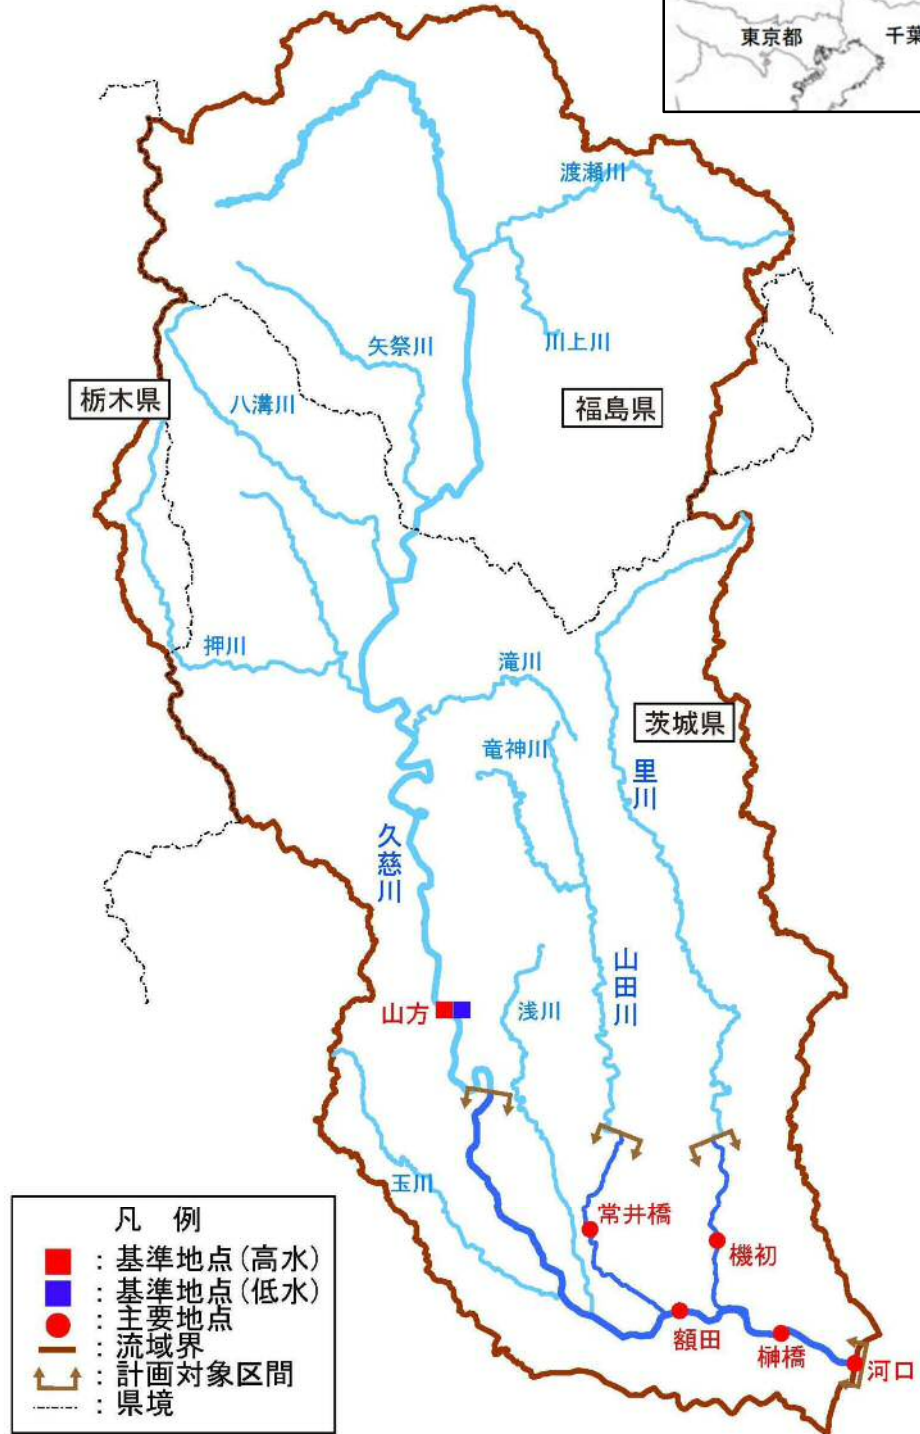 東京都
千葉
渡瀬川
矢祭川
川上川
栃木県
八溝川
福島県
押川
滝川
茨城県
竜神川
里川
久慈川
山田川
山方
浅川
玉川
常井橋
機初
額田
榊橋
河口
凡 例
：基準地点(高水)
：基準地点(低水)
：主要地点
：流域界
：計画対象区間
：県境